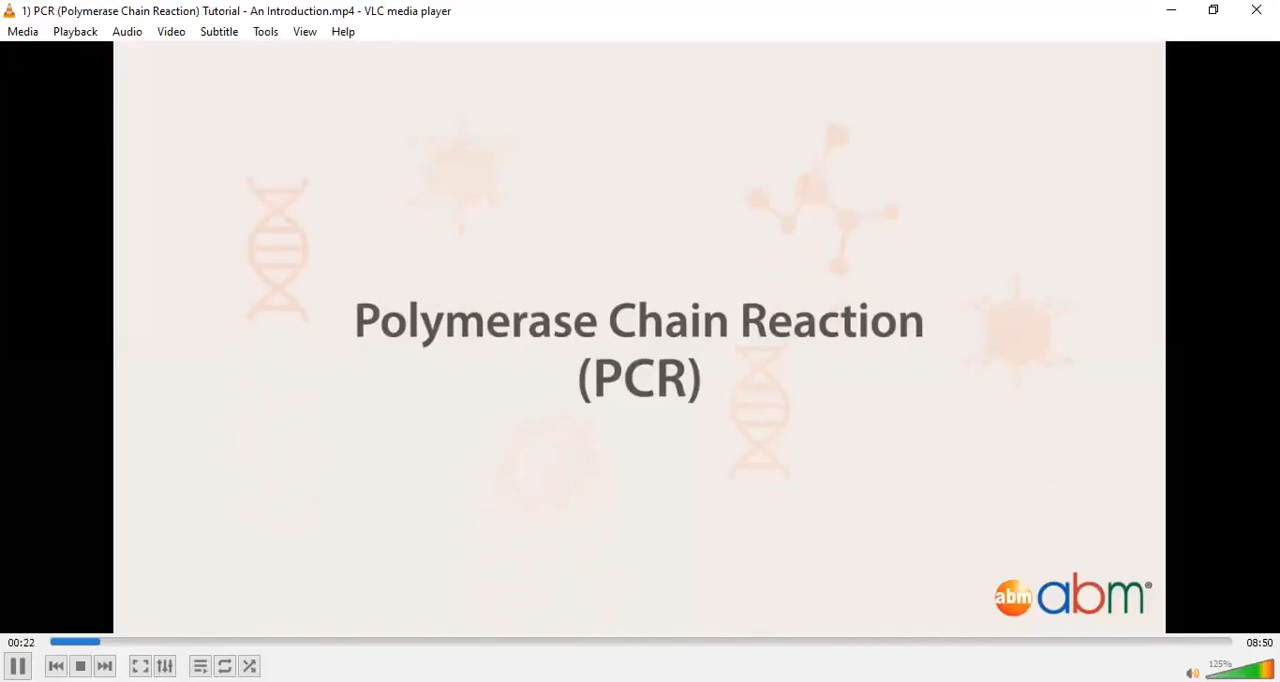 1) PCR (Polymerase Chain Reaction) Tutorial - An Introduction.mp4 - VLC media player
Media Playback Audio Video Subtitle Tools View Help
Polymerase Chain Reaction
(PCR)
abm abm®
00:22 08:50
125%